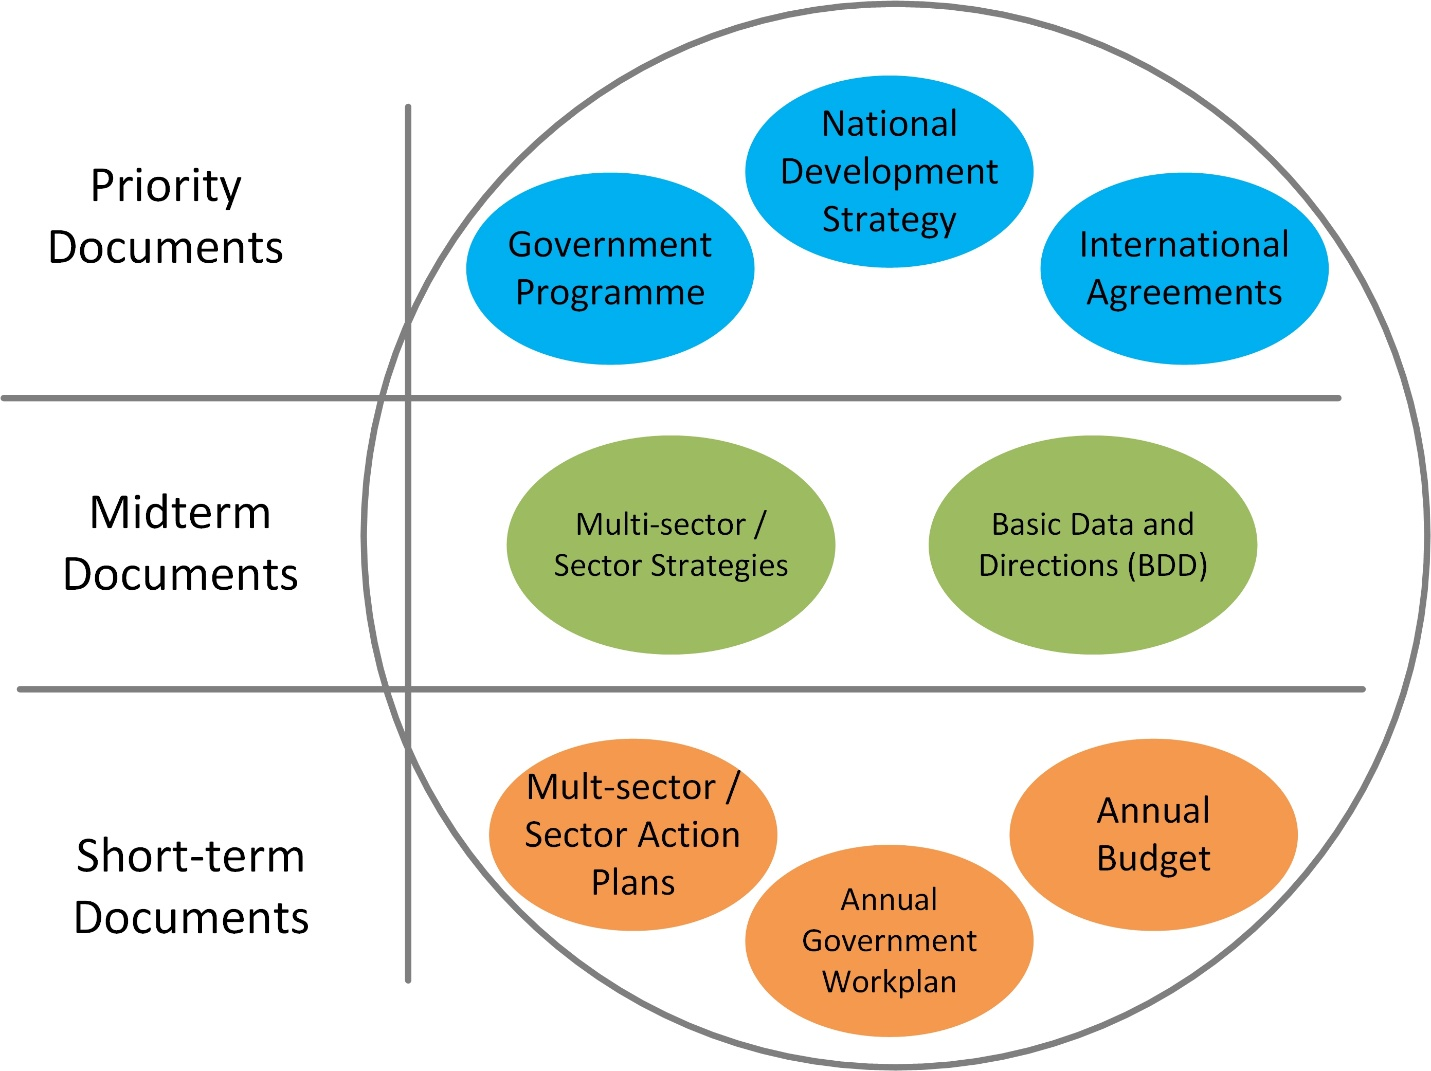 Priority
Documents
National
Development
Strategy
Government
Programme
International
Agreements
Midterm
Documents
Multi-sector /
Sector Strategies
Basic Data and
Directions (BDD)
Short-term
Documents
Mult-sector /
Sector Action
Plans
Annual
Government
Workplan
Annual
Budget